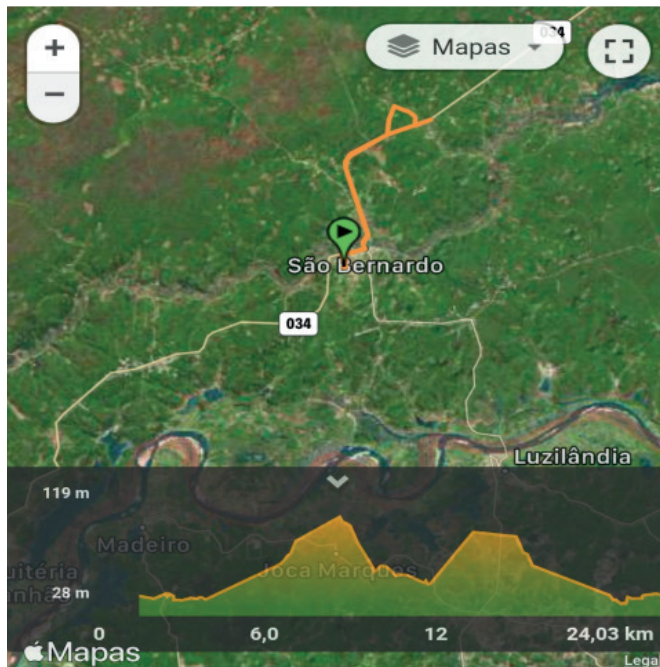 +
Mapas
034
−
São Bernardo
034
Luzilândia
119 m
Madeiro
Joca Marques
28 m
0 6,0 12 24,03 km
Mapas
Legal